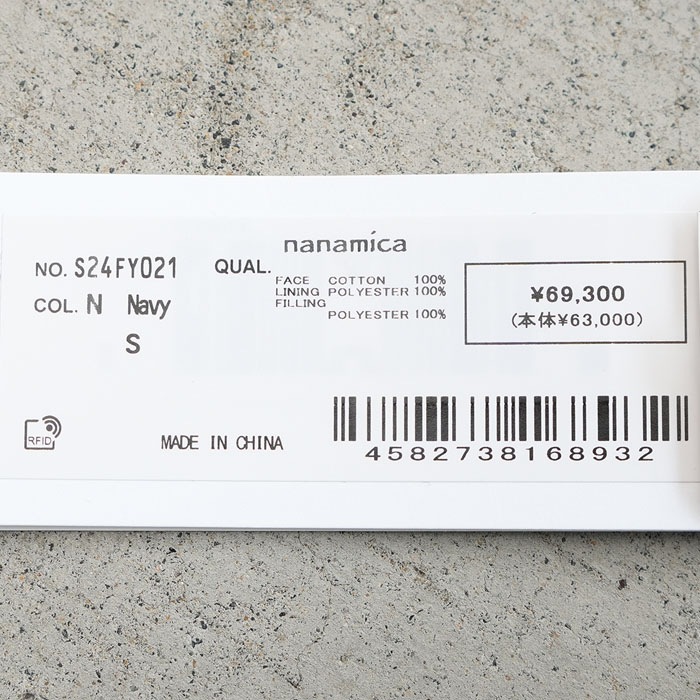 nanamica
NO. S24FY021
COL. N Navy
S
QUAL.
FACE COTTON 100%
LINING POLYESTER 100%
FILLING
POLYESTER 100%
¥69,300
(本体¥63,000)
RFID
MADE IN CHINA
4582738168932